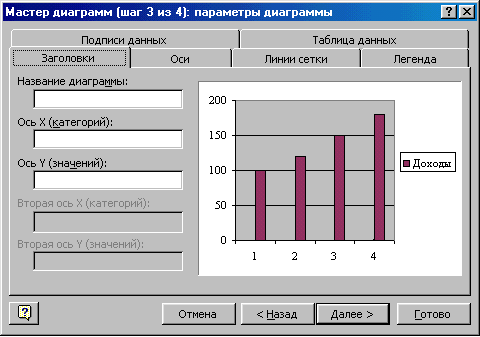 Мастер диаграмм (шаг 3 из 4): параметры диаграммы
Подписи данных
Таблица данных
Заголовки
Оси
Линии сетки
Легенда
Название диаграммы:
Ось X (категорий):
Ось Y (значений):
Вторая ось X (категорий):
Вторая ось Y (значений):
200
150
100
50
0
1 2 3 4
Доходы
Отмена
< Назад
Далее >
Готово